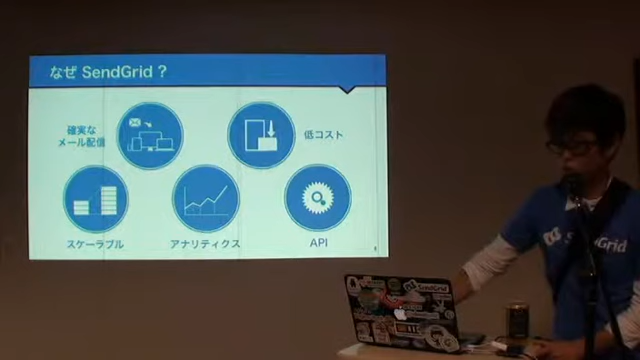 なぜ SendGrid ?
確実な
メール配信
低コスト
スケーラブル
アナリティクス
API
SendGrid
SendGrid